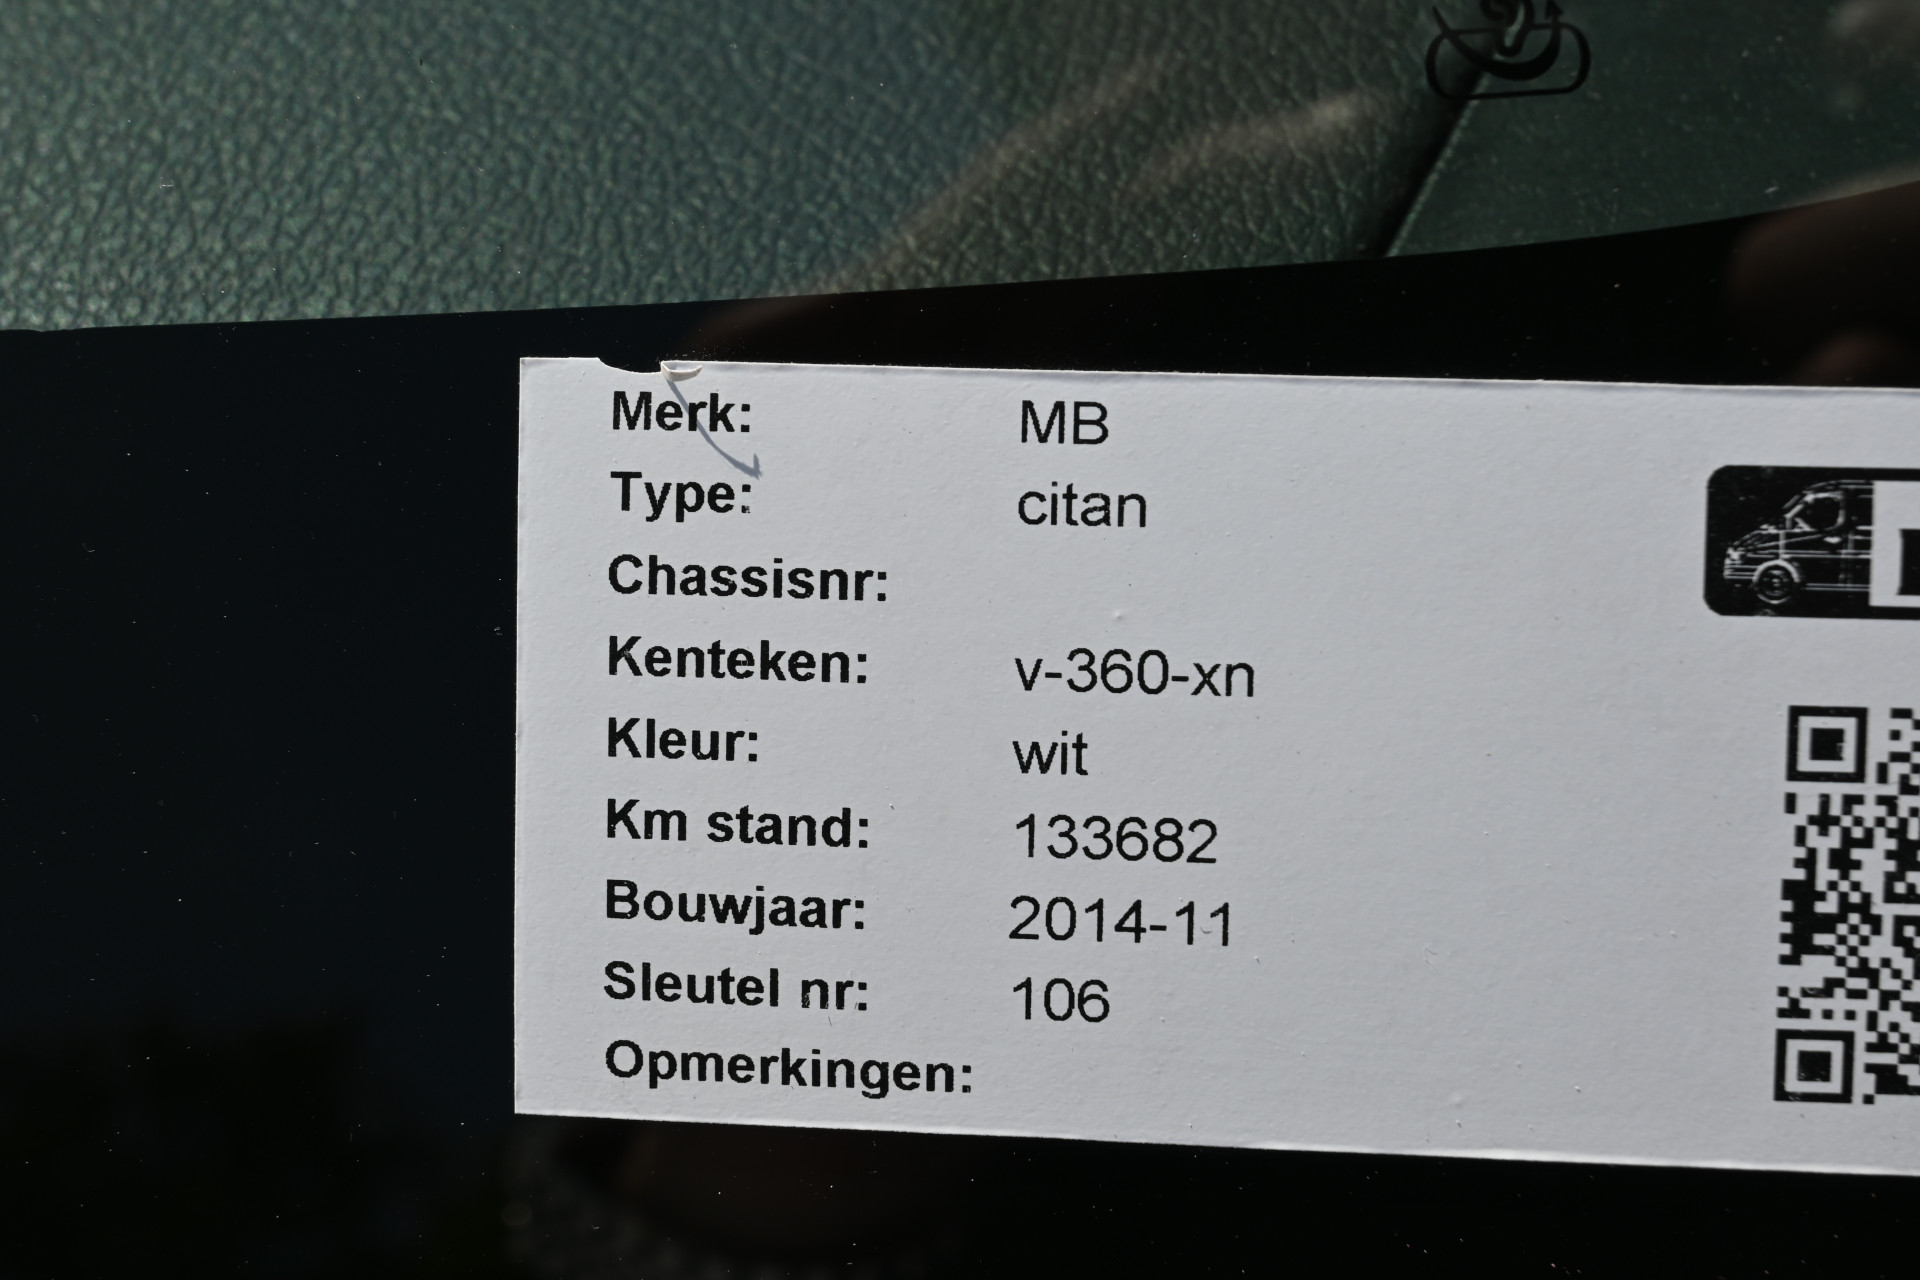 Merk: MB
Type: citan
Chassisnr:
Kenteken: v-360-xn
Kleur: wit
Km stand: 133682
Bouwjaar: 2014-11
Sleutel nr: 106
Opmerkingen: